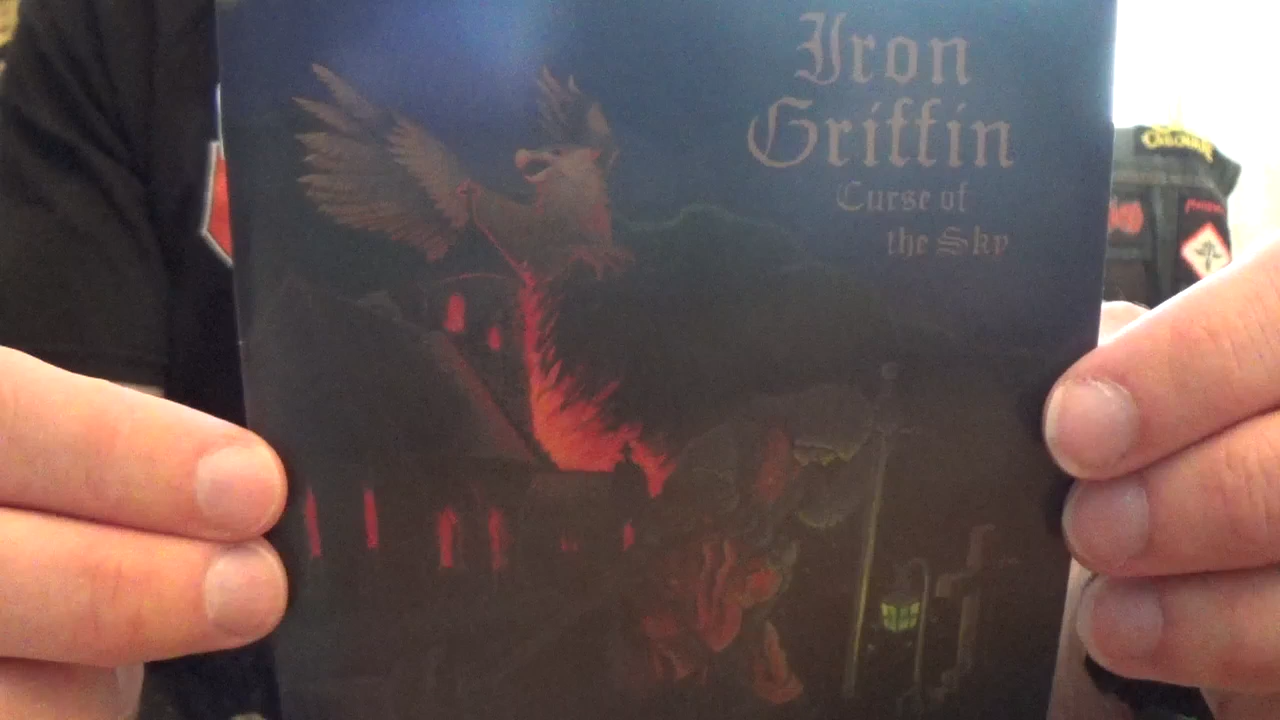 Iron
Griffin
Curse of
the Sky